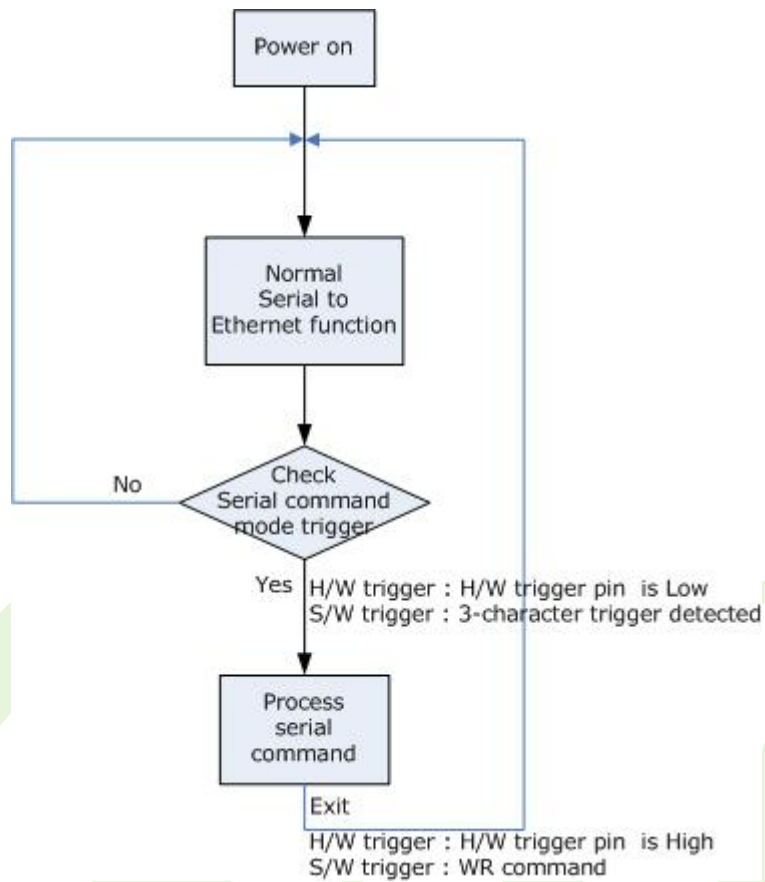 Power on
Normal
Serial to
Ethernet function
Check
Serial command
mode trigger
No
Yes
H/W trigger : H/W trigger pin is Low
S/W trigger : 3-character trigger detected
Process
serial
command
Exit
H/W trigger : H/W trigger pin is High
S/W trigger : WR command